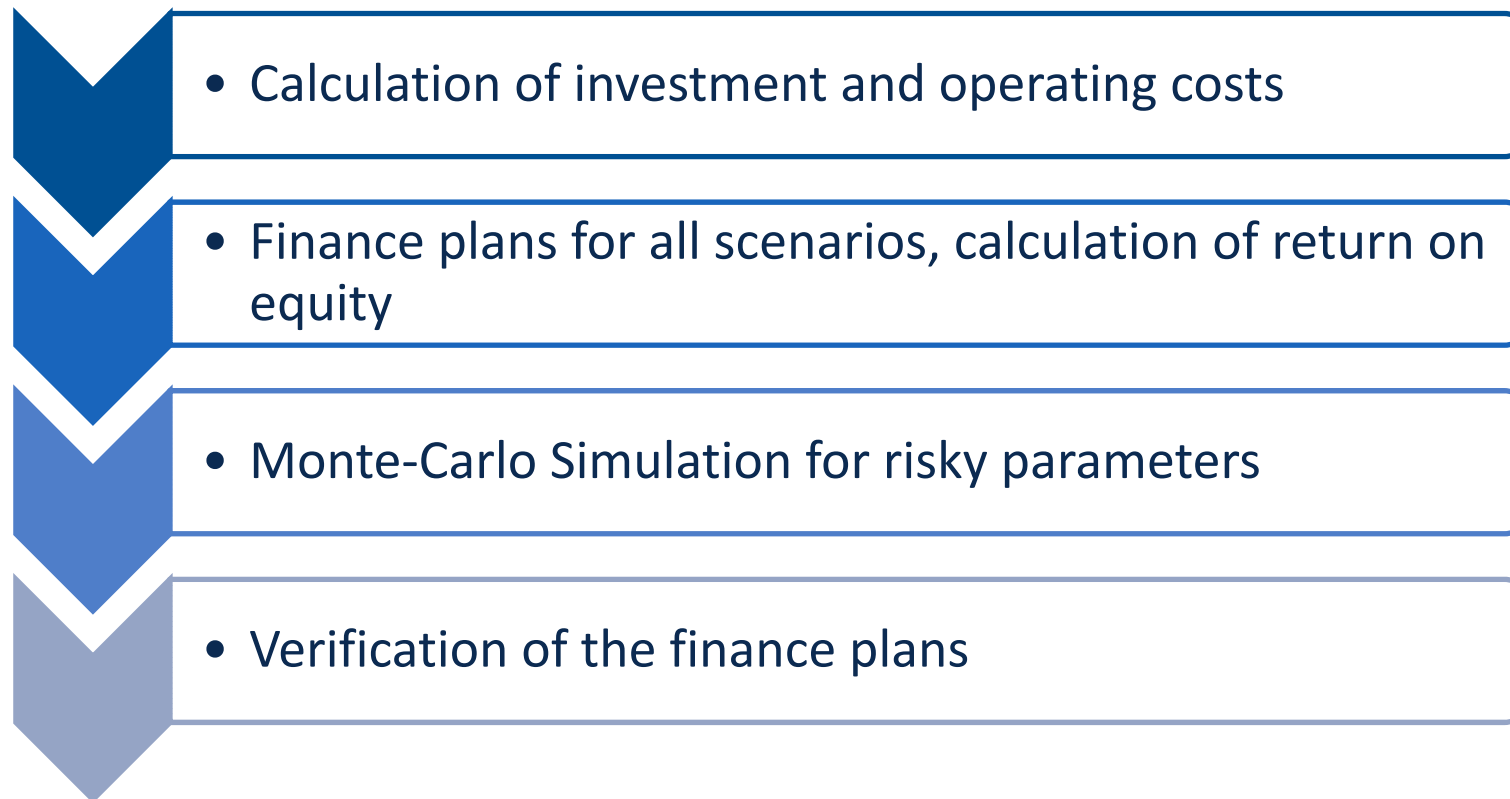 • Calculation of investment and operating costs
• Finance plans for all scenarios, calculation of return on
equity
• Monte-Carlo Simulation for risky parameters
• Verification of the finance plans